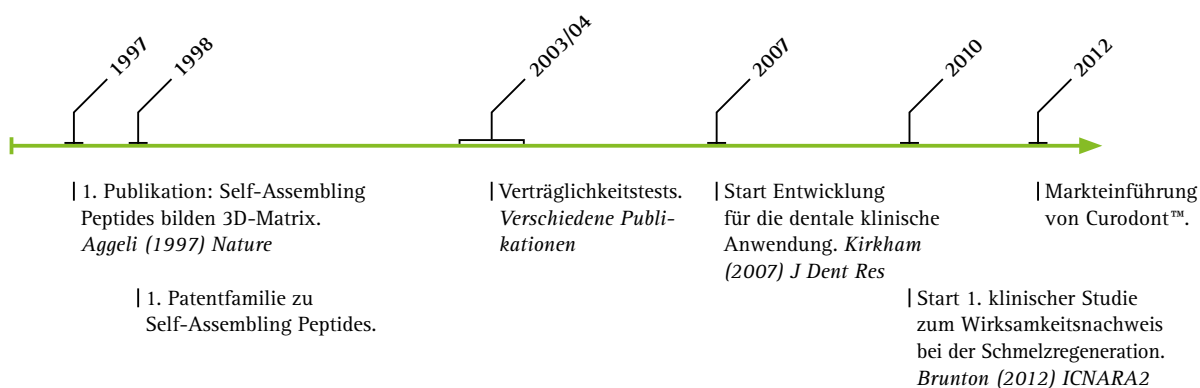 1997
1998
2003/04
2007
2010
2012
1. Publikation: Self-Assembling
Peptides bilden 3D-Matrix.
Aggeli (1997) Nature
1. Patentfamilie zu
Self-Assembling Peptides.
Verträglichkeitstests.
Verschiedene Publi-
kationen
Start Entwicklung
für die dentale klinische
Anwendung. Kirkham
(2007) J Dent Res
Start 1. klinischer Studie
zum Wirksamkeitsnachweis
bei der Schmelzregeneration.
Brunton (2012) ICNARA2
Markteinführung
von Curodont™.